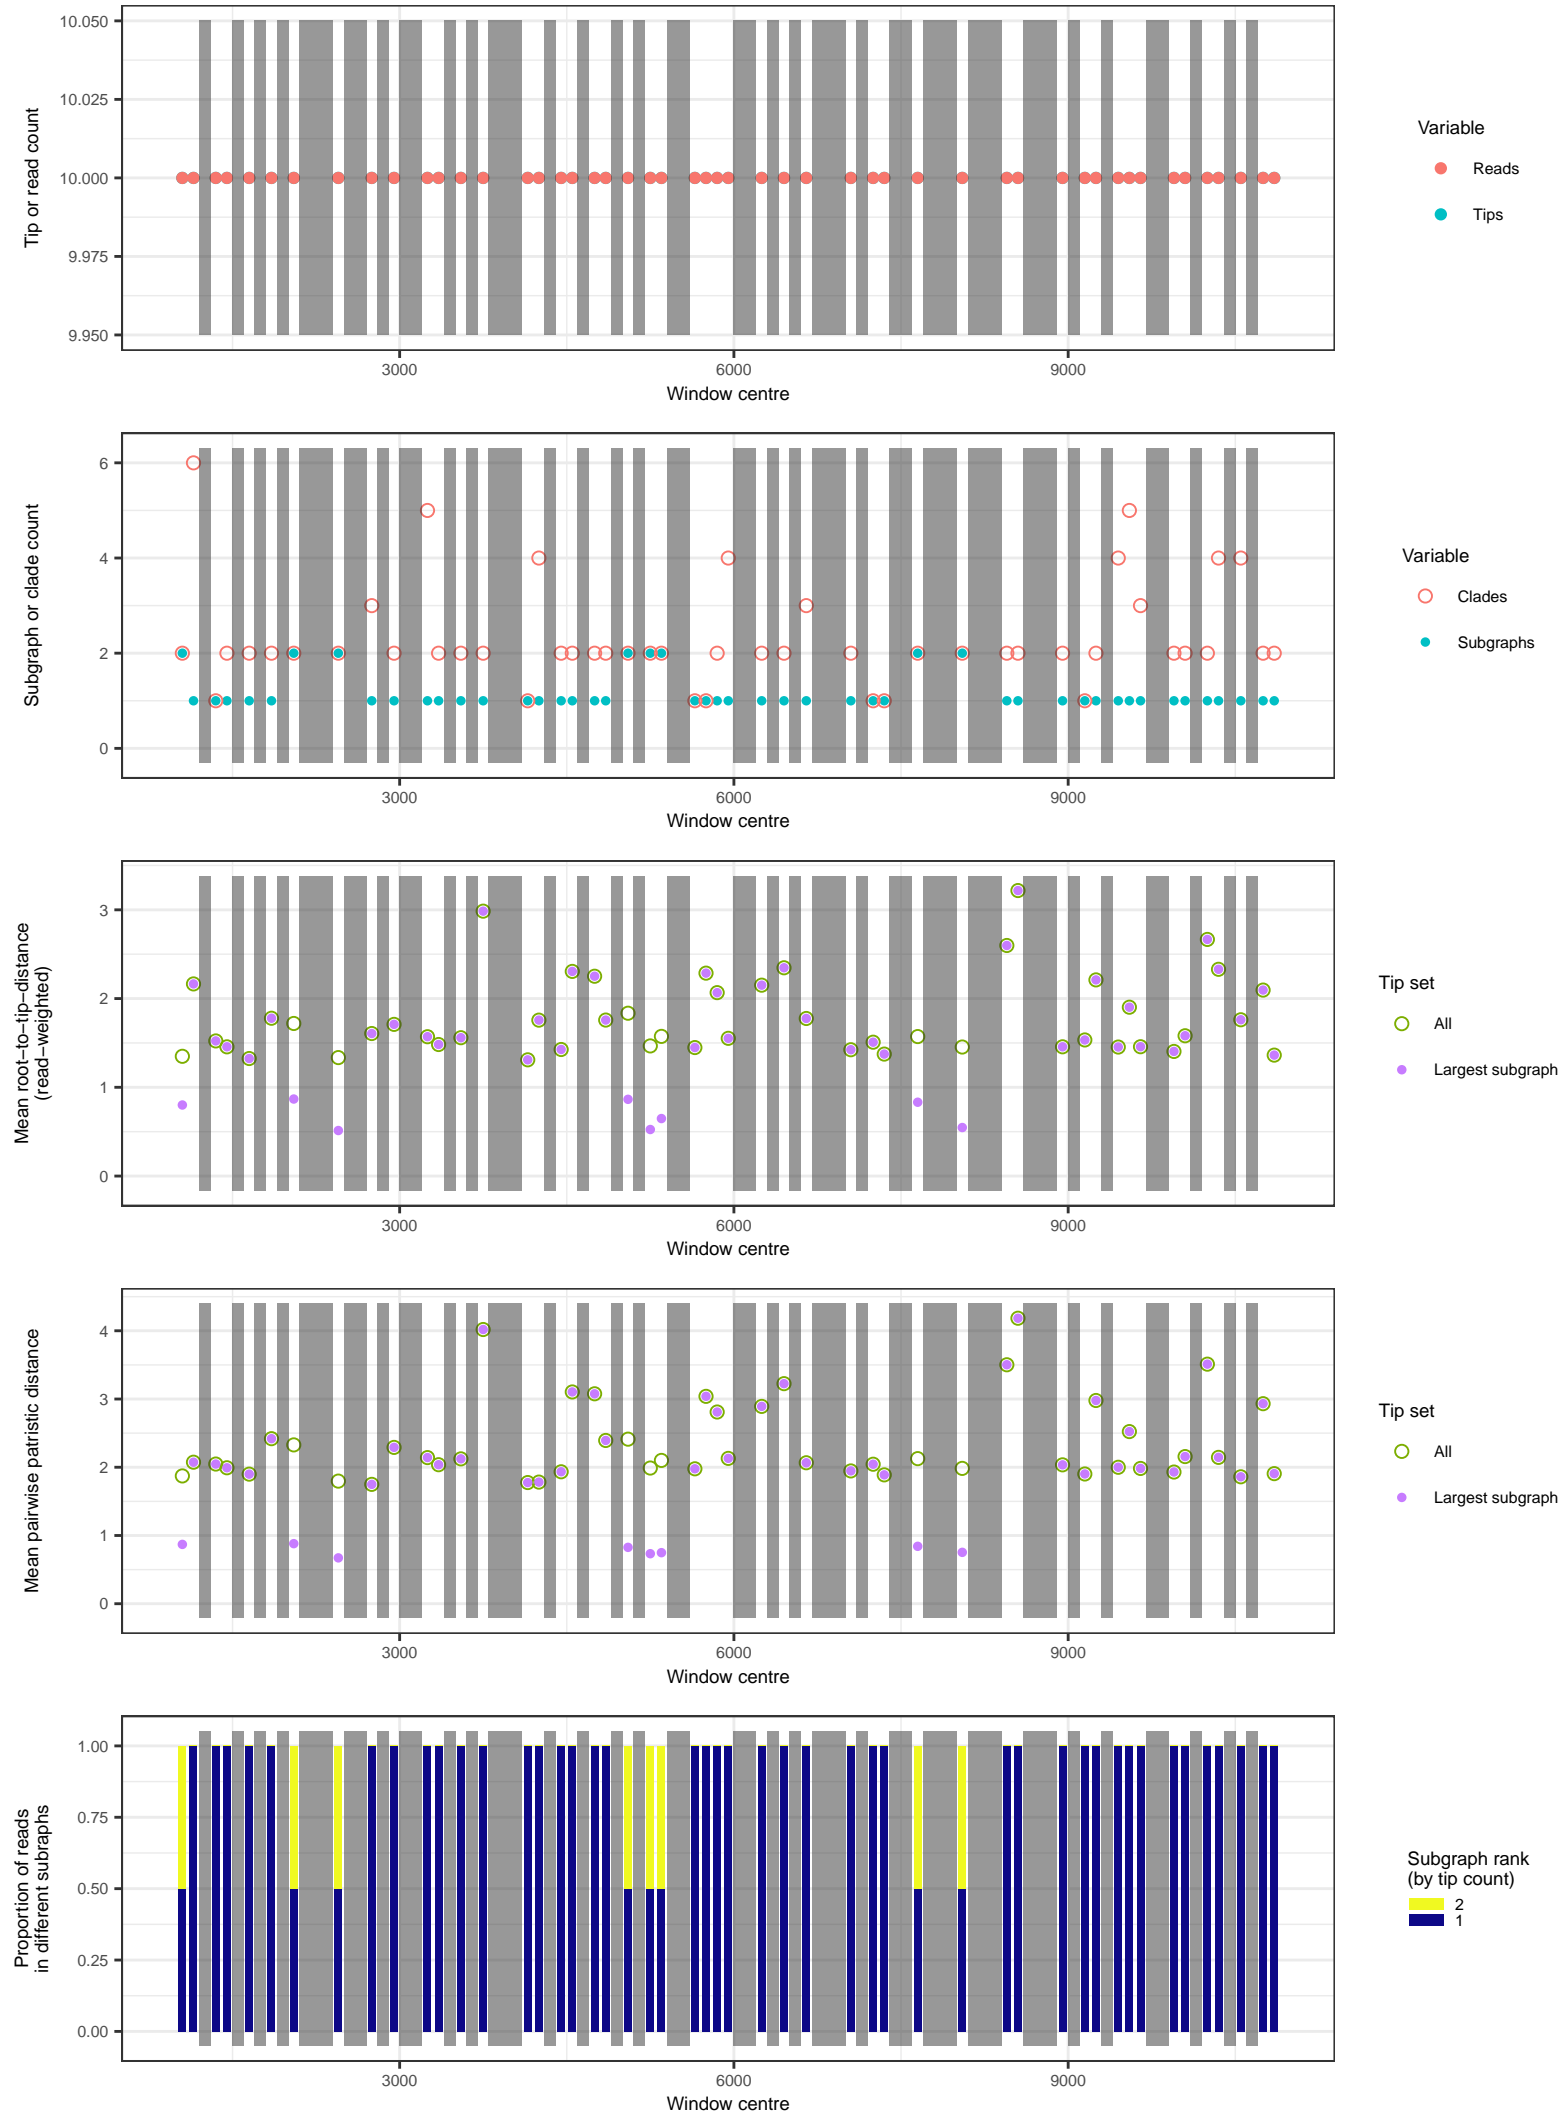 10.050
10.025
10.000
9.975
9.950
Tip or read count
3000
6000
9000
Window centre
Variable
Reads
Tips
6
4
2
0
Subgraph or clade count
3000
6000
9000
Window centre
Variable
Clades
Subgraphs
3
2
1
0
Mean root−to−tip−distance
(read−weighted)
3000
6000
9000
Window centre
Tip set
All
Largest subgraph
4
3
2
1
0
Mean pairwise patristic distance
3000
6000
9000
Window centre
Tip set
All
Largest subgraph
1.00
0.75
0.50
0.25
0.00
Proportion of reads
in different subraphs
3000
6000
9000
Window centre
Subgraph rank
(by tip count)
2
1